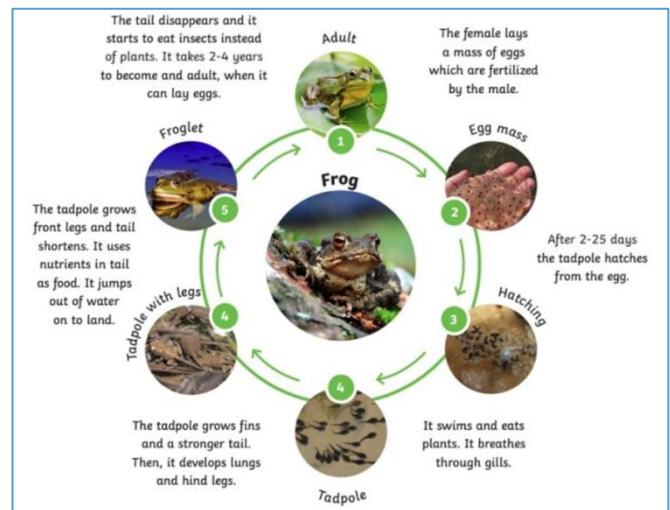 Frog
Adult
1
The female lays
a mass of eggs
which are fertilized
by the male.
Egg mass
2
After 2-25 days
the tadpole hatches
from the egg.
Hatching
3
It swims and eats
plants. It breathes
through gills.
Tadpole
4
The tadpole grows fins
and a stronger tail.
Then, it develops lungs
and hind legs.
Tadpole with legs
4
The tadpole grows
front legs and tail
shortens. It uses
nutrients in tail
as food. It jumps
out of water
on to land.
Froglet
5
The tail disappears and it
starts to eat insects instead
of plants. It takes 2-4 years
to become and adult, when it
can lay eggs.